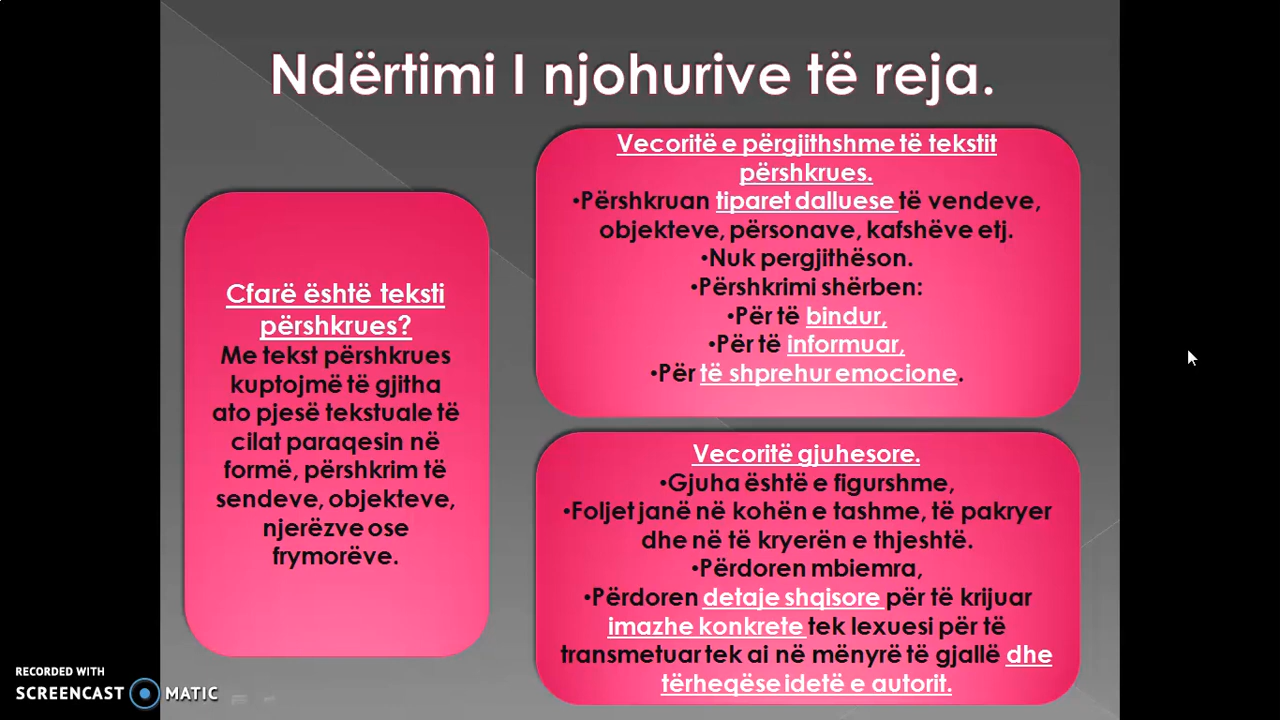 Ndërtimi I njohurive të reja.
Cfarë është teksti
përshkrues?
Me tekst përshkrues
kuptojmë të gjitha
ato pjesë tekstuale të
cilat paraqesin në
formë, përshkrim të
sendeve, objekteve,
njerëzve ose
frymorëve.
Vecoritë e përgjithshme të tekstit
përshkrues.
•Përshkruan tiparet dalluese të vendeve,
objekteve, përsonave, kafshëve etj.
•Nuk pergjithëson.
•Përshkrimi shërben:
•Për të bindur,
•Për të informuar,
•Për të shprehur emocione.
Vecoritë gjuhesore.
•Gjuha është e figurshme,
•Foljet janë në kohën e tashme, të pakryer
dhe në të kryerën e thjeshtë.
•Përdoren mbiemra,
•Përdoren detaje shqisore për të krijuar
imazhe konkrete tek lexuesi për të
transmetuar tek ai në mënyrë të gjallë dhe
tërheqëse idetë e autorit.
RECORDED WITH
SCREENCAST MATIC